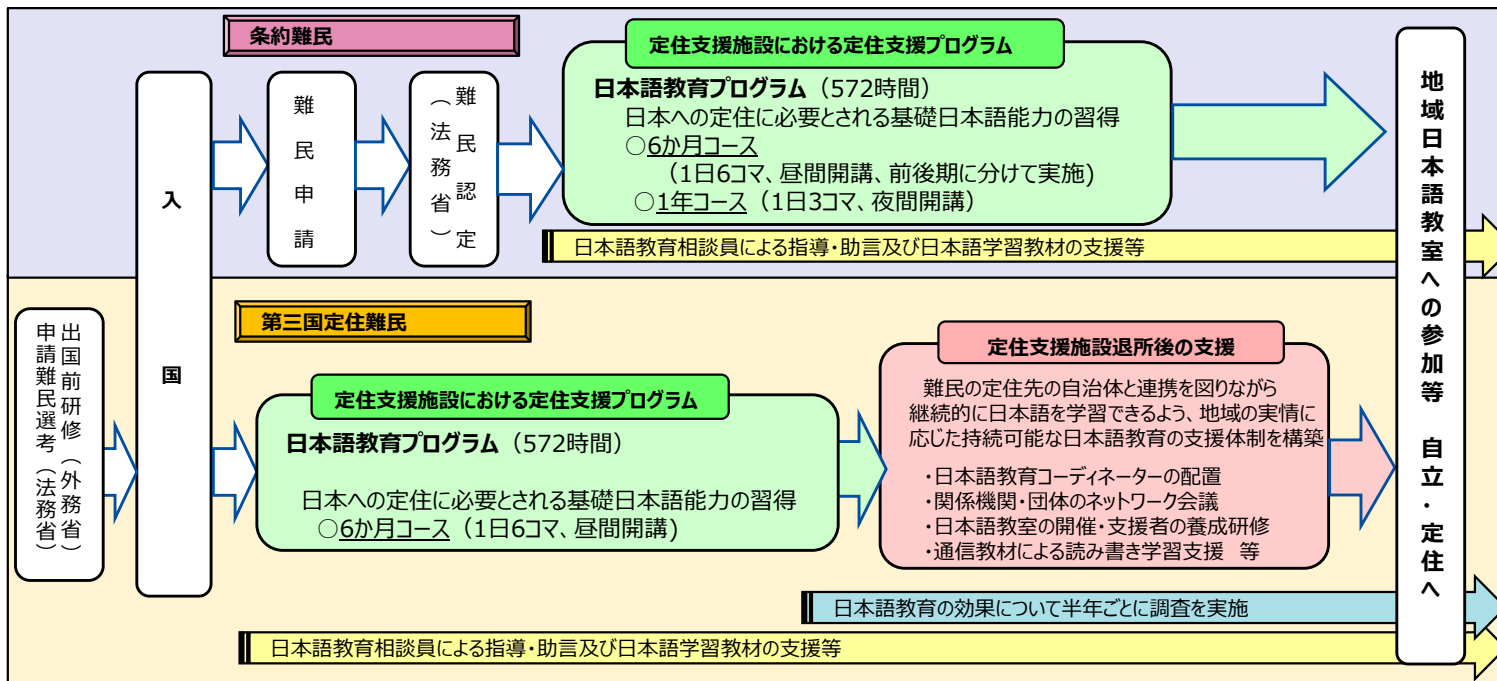 条約難民
入国
難民申請
難民認定
（法務省）
定住支援施設における定住支援プログラム
日本語教育プログラム（572時間）
日本への定住に必要とされる基礎日本語能力の習得
○6か月コース
（1日6コマ、昼間開講、前後期に分けて実施)
○1年コース（1日3コマ、夜間開講）
日本語教育相談員による指導・助言及び日本語学習教材の支援等
第三国定住難民
出国前研修（外務省）
申請難民選考（法務省）
定住支援施設における定住支援プログラム
日本語教育プログラム（572時間）
日本への定住に必要とされる基礎日本語能力の習得
○6か月コース（1日6コマ、昼間開講)
定住支援施設退所後の支援
難民の定住先の自治体と連携を図りながら
継続的に日本語を学習できるよう、地域の実情に
応じた持続可能な日本語教育の支援体制を構築
・日本語教育コーディネーターの配置
・関係機関・団体のネットワーク会議
・日本語教室の開催・支援者の養成研修
・通信教材による読み書き学習支援　等
日本語教育の効果について半年ごとに調査を実施
日本語教育相談員による指導・助言及び日本語学習教材の支援等
地域日本語教室への参加等　自立・定住へ